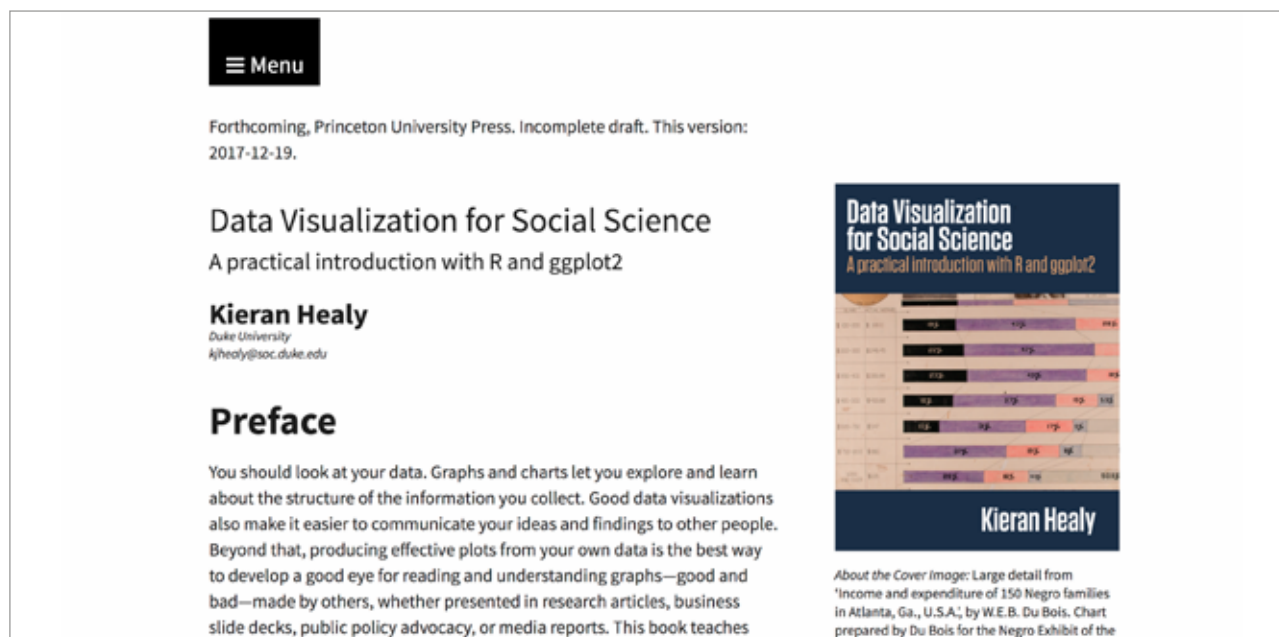 ☰ Menu
Forthcoming, Princeton University Press. Incomplete draft. This version:
2017-12-19.
Data Visualization for Social Science
A practical introduction with R and ggplot2
Kieran Healy
Duke University
kjhealy@soc.duke.edu
Preface
You should look at your data. Graphs and charts let you explore and learn
about the structure of the information you collect. Good data visualizations
also make it easier to communicate your ideas and findings to other people.
Beyond that, producing effective plots from your own data is the best way
to develop a good eye for reading and understanding graphs—good and
bad—made by others, whether presented in research articles, business
slide decks, public policy advocacy, or media reports. This book teaches
Data Visualization
for Social Science
A practical introduction with R and ggplot2
Kieran Healy
About the Cover Image: Large detail from
'Income and expenditure of 150 Negro families
in Atlanta, Ga., U.S.A.', by W.E.B. Du Bois. Chart
prepared by Du Bois for the Negro Exhibit of the